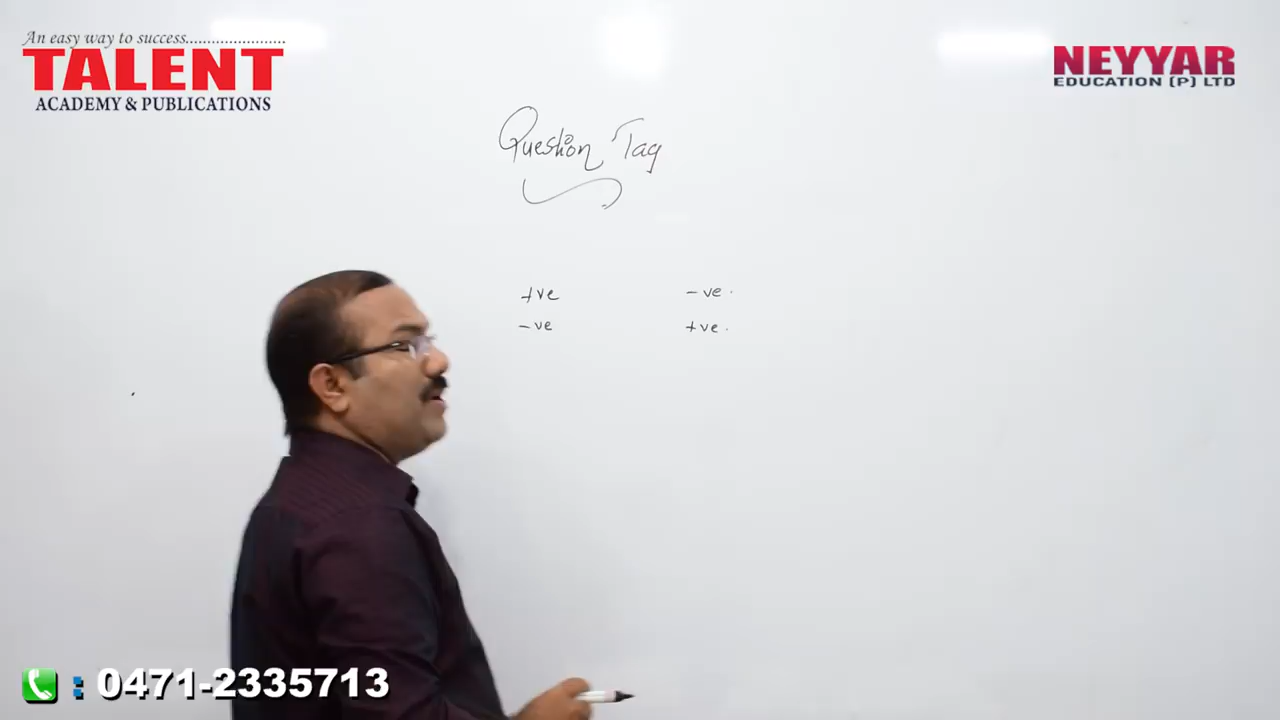 An easy way to success........................
TALENT
ACADEMY & PUBLICATIONS
NEYYAR
EDUCATION (P) LTD
Question Tag
+ve - ve .
- ve +ve .
: 0471-2335713